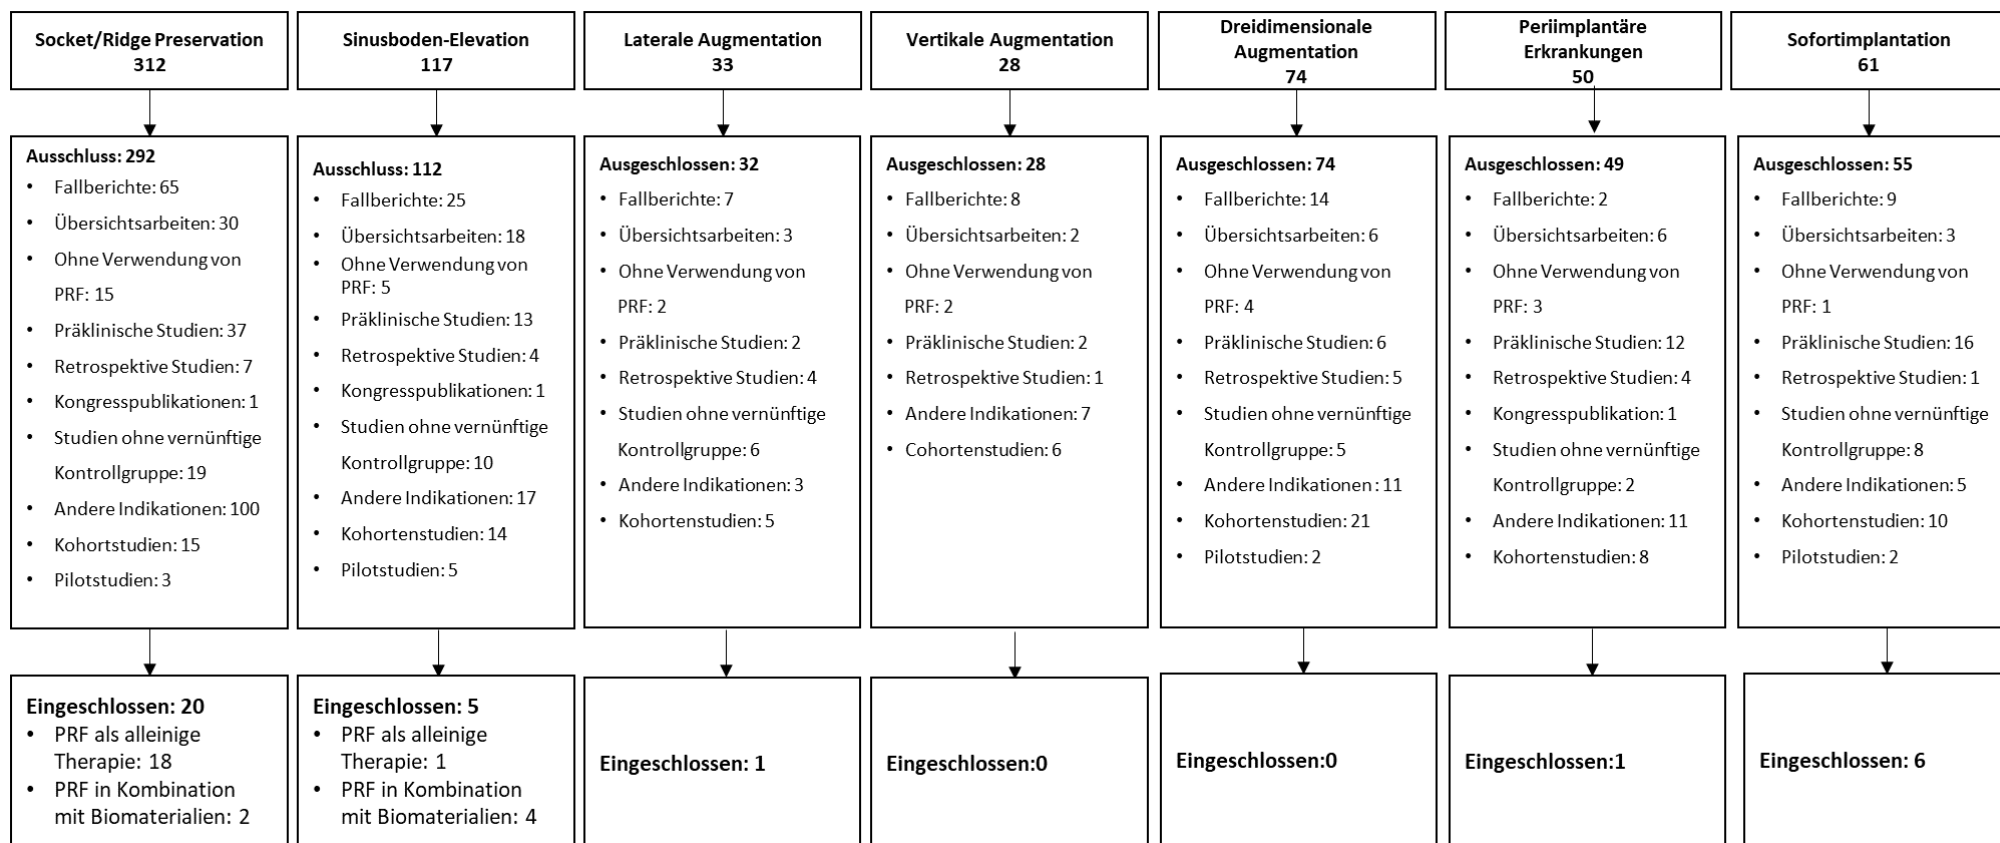 Socket/Ridge Preservation
312
Sinusboden-Elevation
117
Laterale Augmentation
33
Vertikale Augmentation
28
Dreidimensionale
Augmentation
74
Periimplantäre
Erkrankungen
50
Sofortimplantation
61
Ausschluss: 292
• Fallberichte: 65
• Übersichtsarbeiten: 30
• Ohne Verwendung von
PRF: 15
• Präklinische Studien: 37
• Retrospektive Studien: 7
• Kongresspublikationen: 1
• Studien ohne vernünftige
Kontrollgruppe: 19
• Andere Indikationen: 100
• Kohortstudien: 15
• Pilotstudien: 3
Ausschluss: 112
• Fallberichte: 25
• Übersichtsarbeiten: 18
• Ohne Verwendung von
PRF: 5
• Präklinische Studien: 13
• Retrospektive Studien: 4
• Kongresspublikationen: 1
• Studien ohne vernünftige
Kontrollgruppe: 10
• Andere Indikationen: 17
• Kohortenstudien: 14
• Pilotstudien: 5
Ausgeschlossen: 32
• Fallberichte: 7
• Übersichtsarbeiten: 3
• Ohne Verwendung von
PRF: 2
• Präklinische Studien: 2
• Retrospektive Studien: 4
• Studien ohne vernünftige
Kontrollgruppe: 6
• Andere Indikationen: 3
• Kohortenstudien: 5
Ausgeschlossen: 28
• Fallberichte: 8
• Übersichtsarbeiten: 2
• Ohne Verwendung von
PRF: 2
• Präklinische Studien: 2
• Retrospektive Studien: 1
• Andere Indikationen: 7
• Cohortenstudien: 6
Ausgeschlossen: 74
• Fallberichte: 14
• Übersichtsarbeiten: 6
• Ohne Verwendung von
PRF: 4
• Präklinische Studien: 6
• Retrospektive Studien: 5
• Studien ohne vernünftige
Kontrollgruppe: 5
• Andere Indikationen: 11
• Kohortenstudien: 21
• Pilotstudien: 2
Ausgeschlossen: 49
• Fallberichte: 2
• Übersichtsarbeiten: 6
• Ohne Verwendung von
PRF: 3
• Präklinische Studien: 12
• Retrospektive Studien: 4
• Kongresspublikation: 1
• Studien ohne vernünftige
Kontrollgruppe: 2
• Andere Indikationen: 11
• Kohortenstudien: 8
Ausgeschlossen: 55
• Fallberichte: 9
• Übersichtsarbeiten: 3
• Ohne Verwendung von
PRF: 1
• Präklinische Studien: 16
• Retrospektive Studien: 1
• Studien ohne vernünftige
Kontrollgruppe: 8
• Andere Indikationen: 5
• Kohortenstudien: 10
• Pilotstudien: 2
Eingeschlossen: 20
• PRF als alleinige
Therapie: 18
• PRF in Kombination
mit Biomaterialien: 2
Eingeschlossen: 5
• PRF als alleinige
Therapie: 1
• PRF in Kombination
mit Biomaterialien: 4
Eingeschlossen: 1
Eingeschlossen:0
Eingeschlossen:0
Eingeschlossen:1
Eingeschlossen: 6